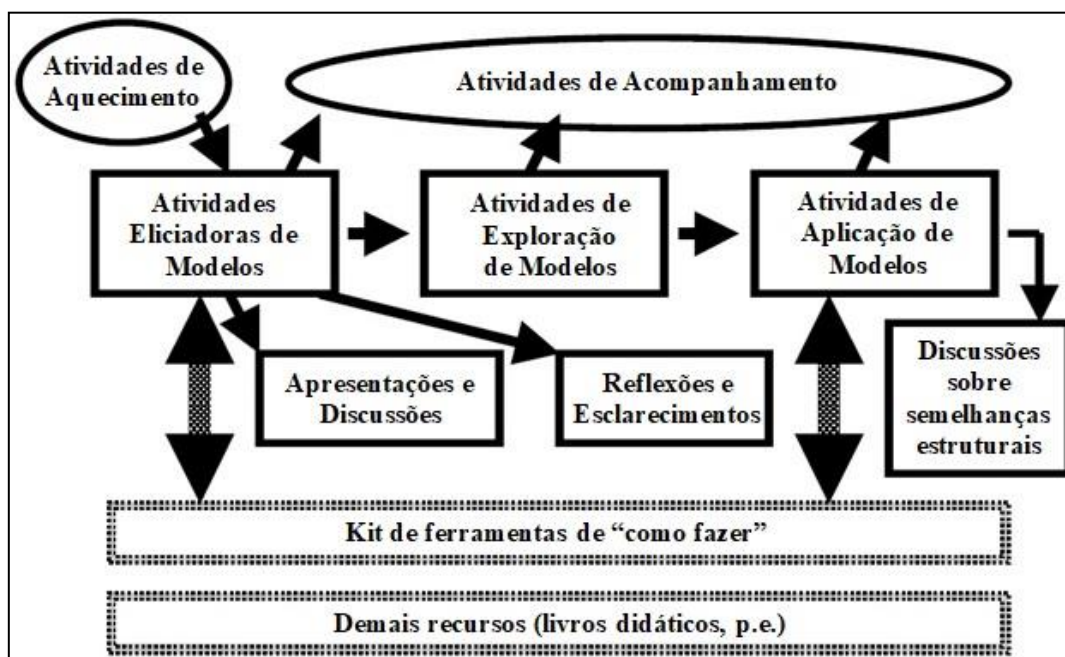 Atividades de
Aquecimento
Atividades de Acompanhamento
Atividades
Eliciadoras de
Modelos
Atividades de
Exploração
de Modelos
Atividades de
Aplicação de
Modelos
Apresentações e
Discussões
Reflexões e
Esclarecimentos
Discussões
sobre
semelhanças
estruturais
Kit de ferramentas de “como fazer”
Demais recursos (livros didáticos, p.e.)